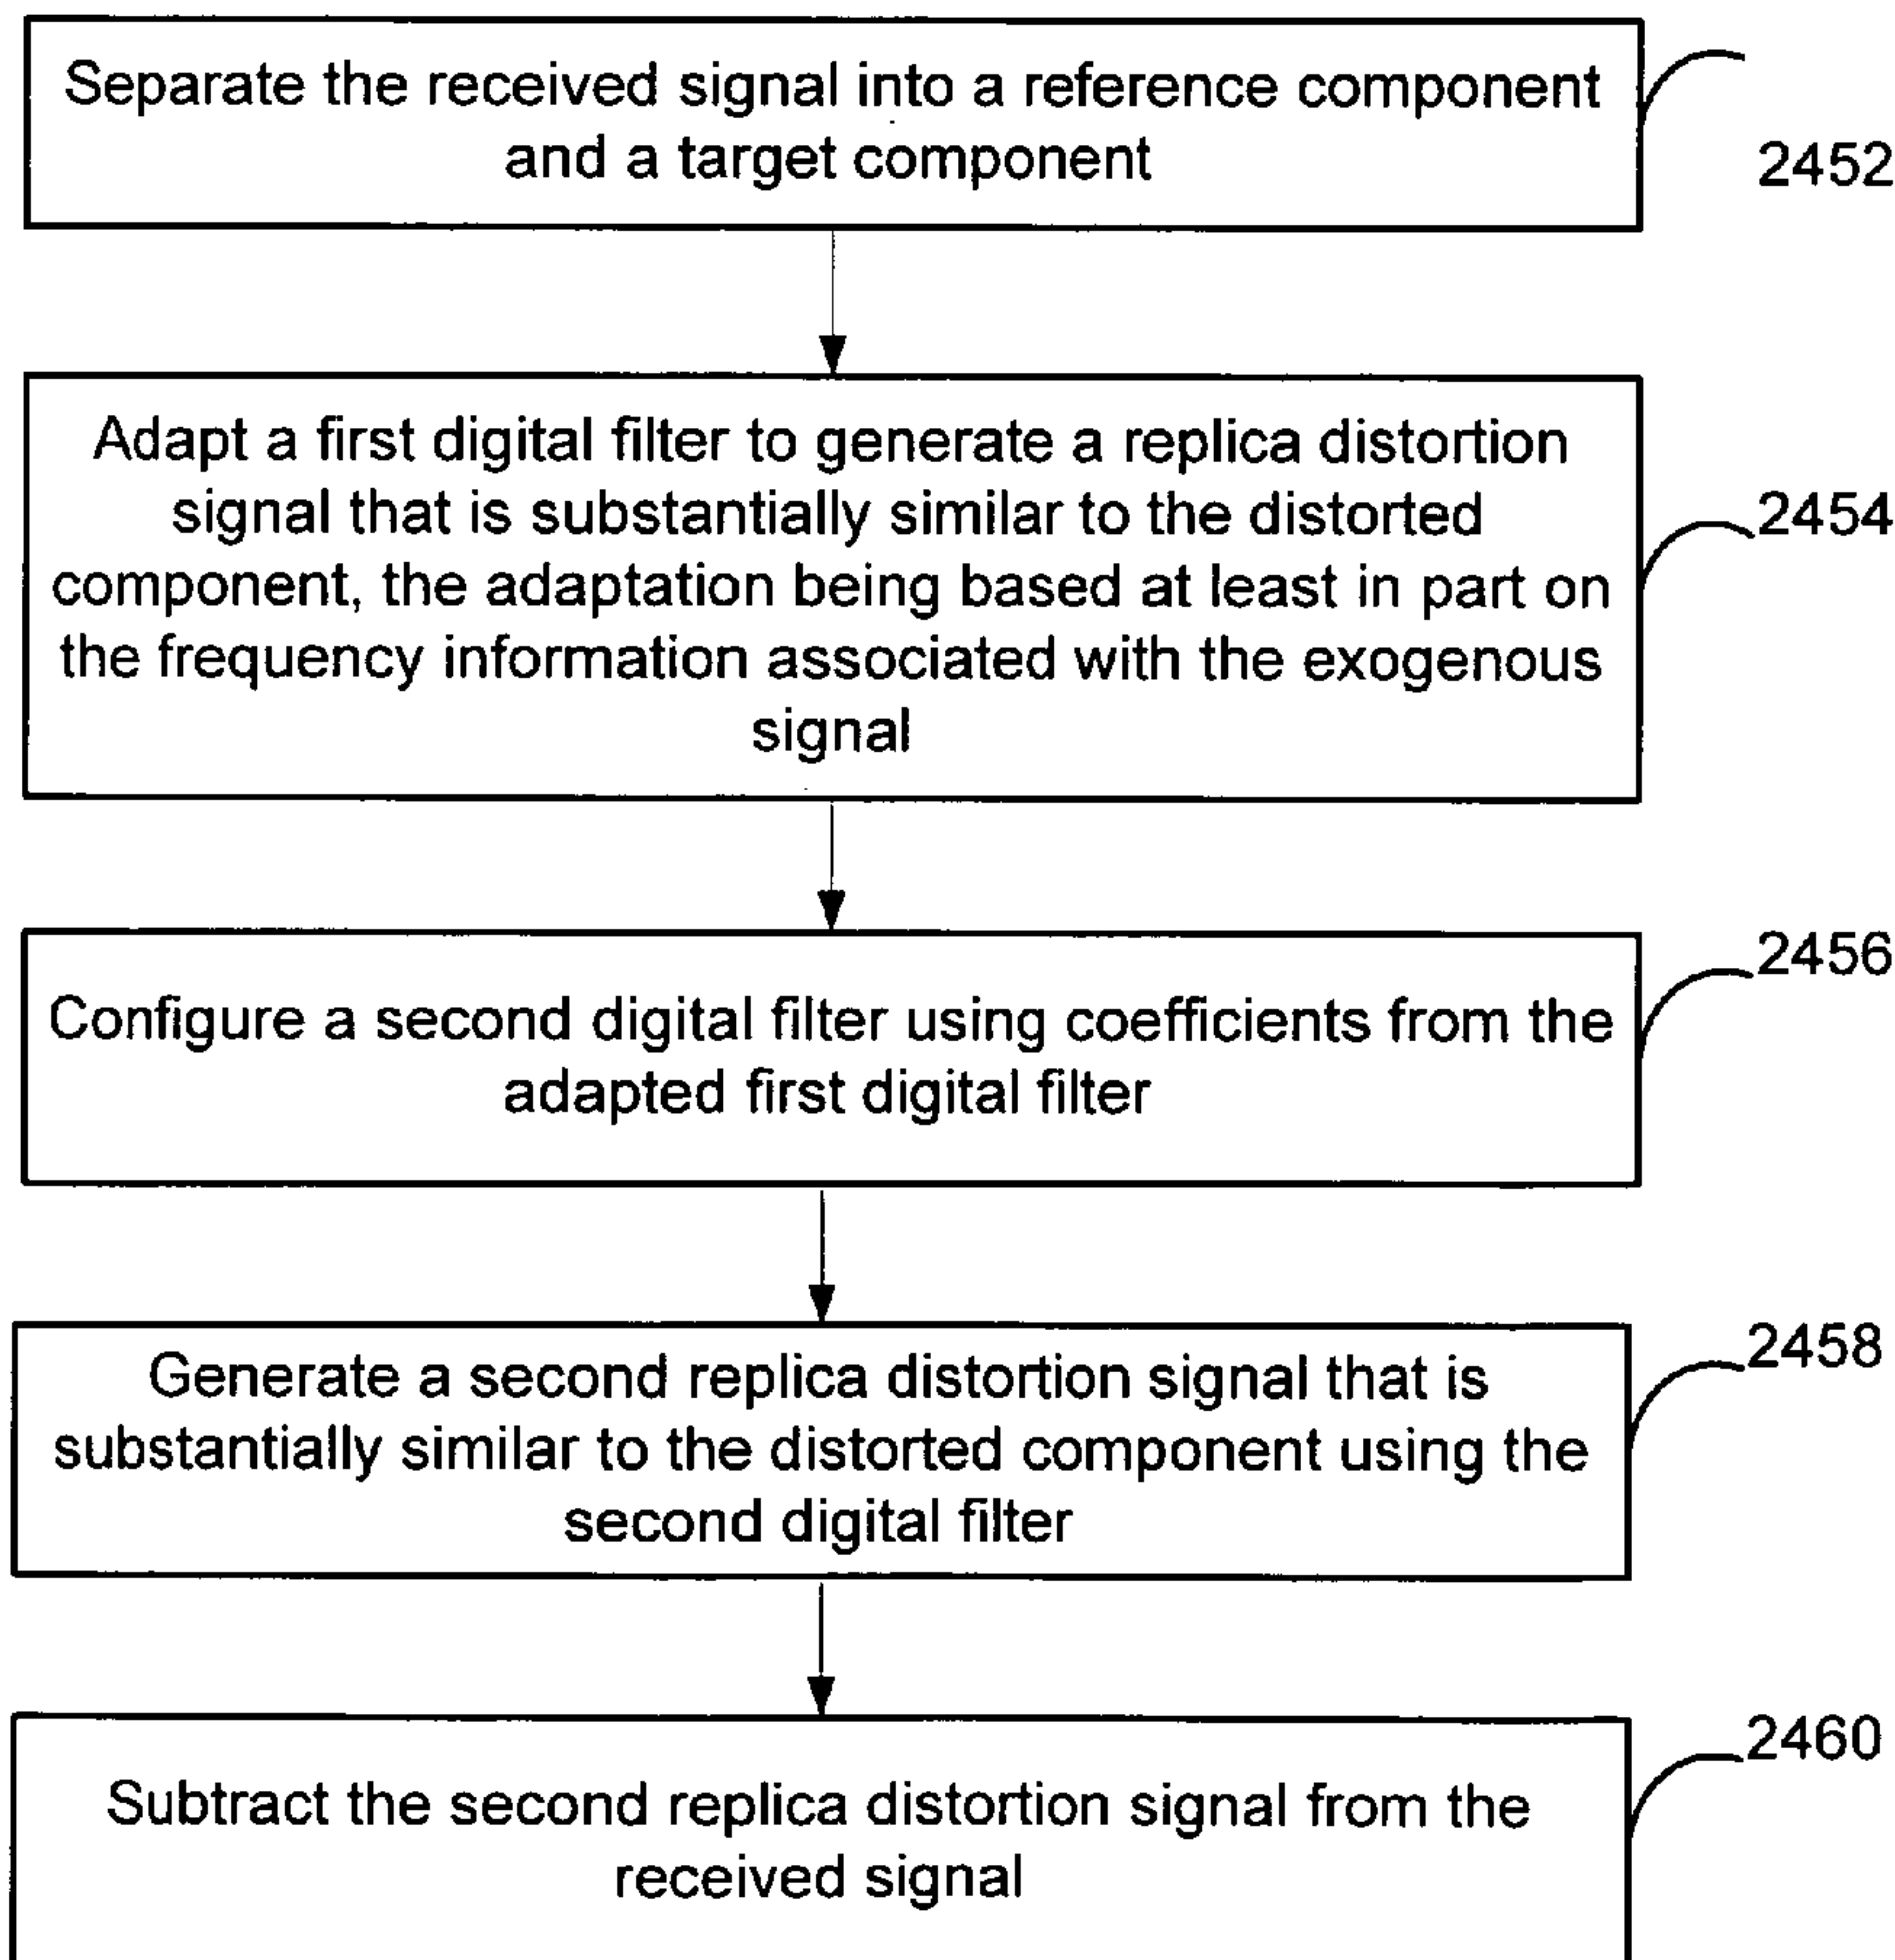 Separate the received signal into a reference component
and a target component
2452
Adapt a first digital filter to generate a replica distortion
signal that is substantially similar to the distorted
component, the adaptation being based at least in part on
the frequency information associated with the exogenous
signal
2454
Configure a second digital filter using coefficients from the
adapted first digital filter
2456
Generate a second replica distortion signal that is
substantially similar to the distorted component using the
second digital filter
2458
Subtract the second replica distortion signal from the
received signal
2460